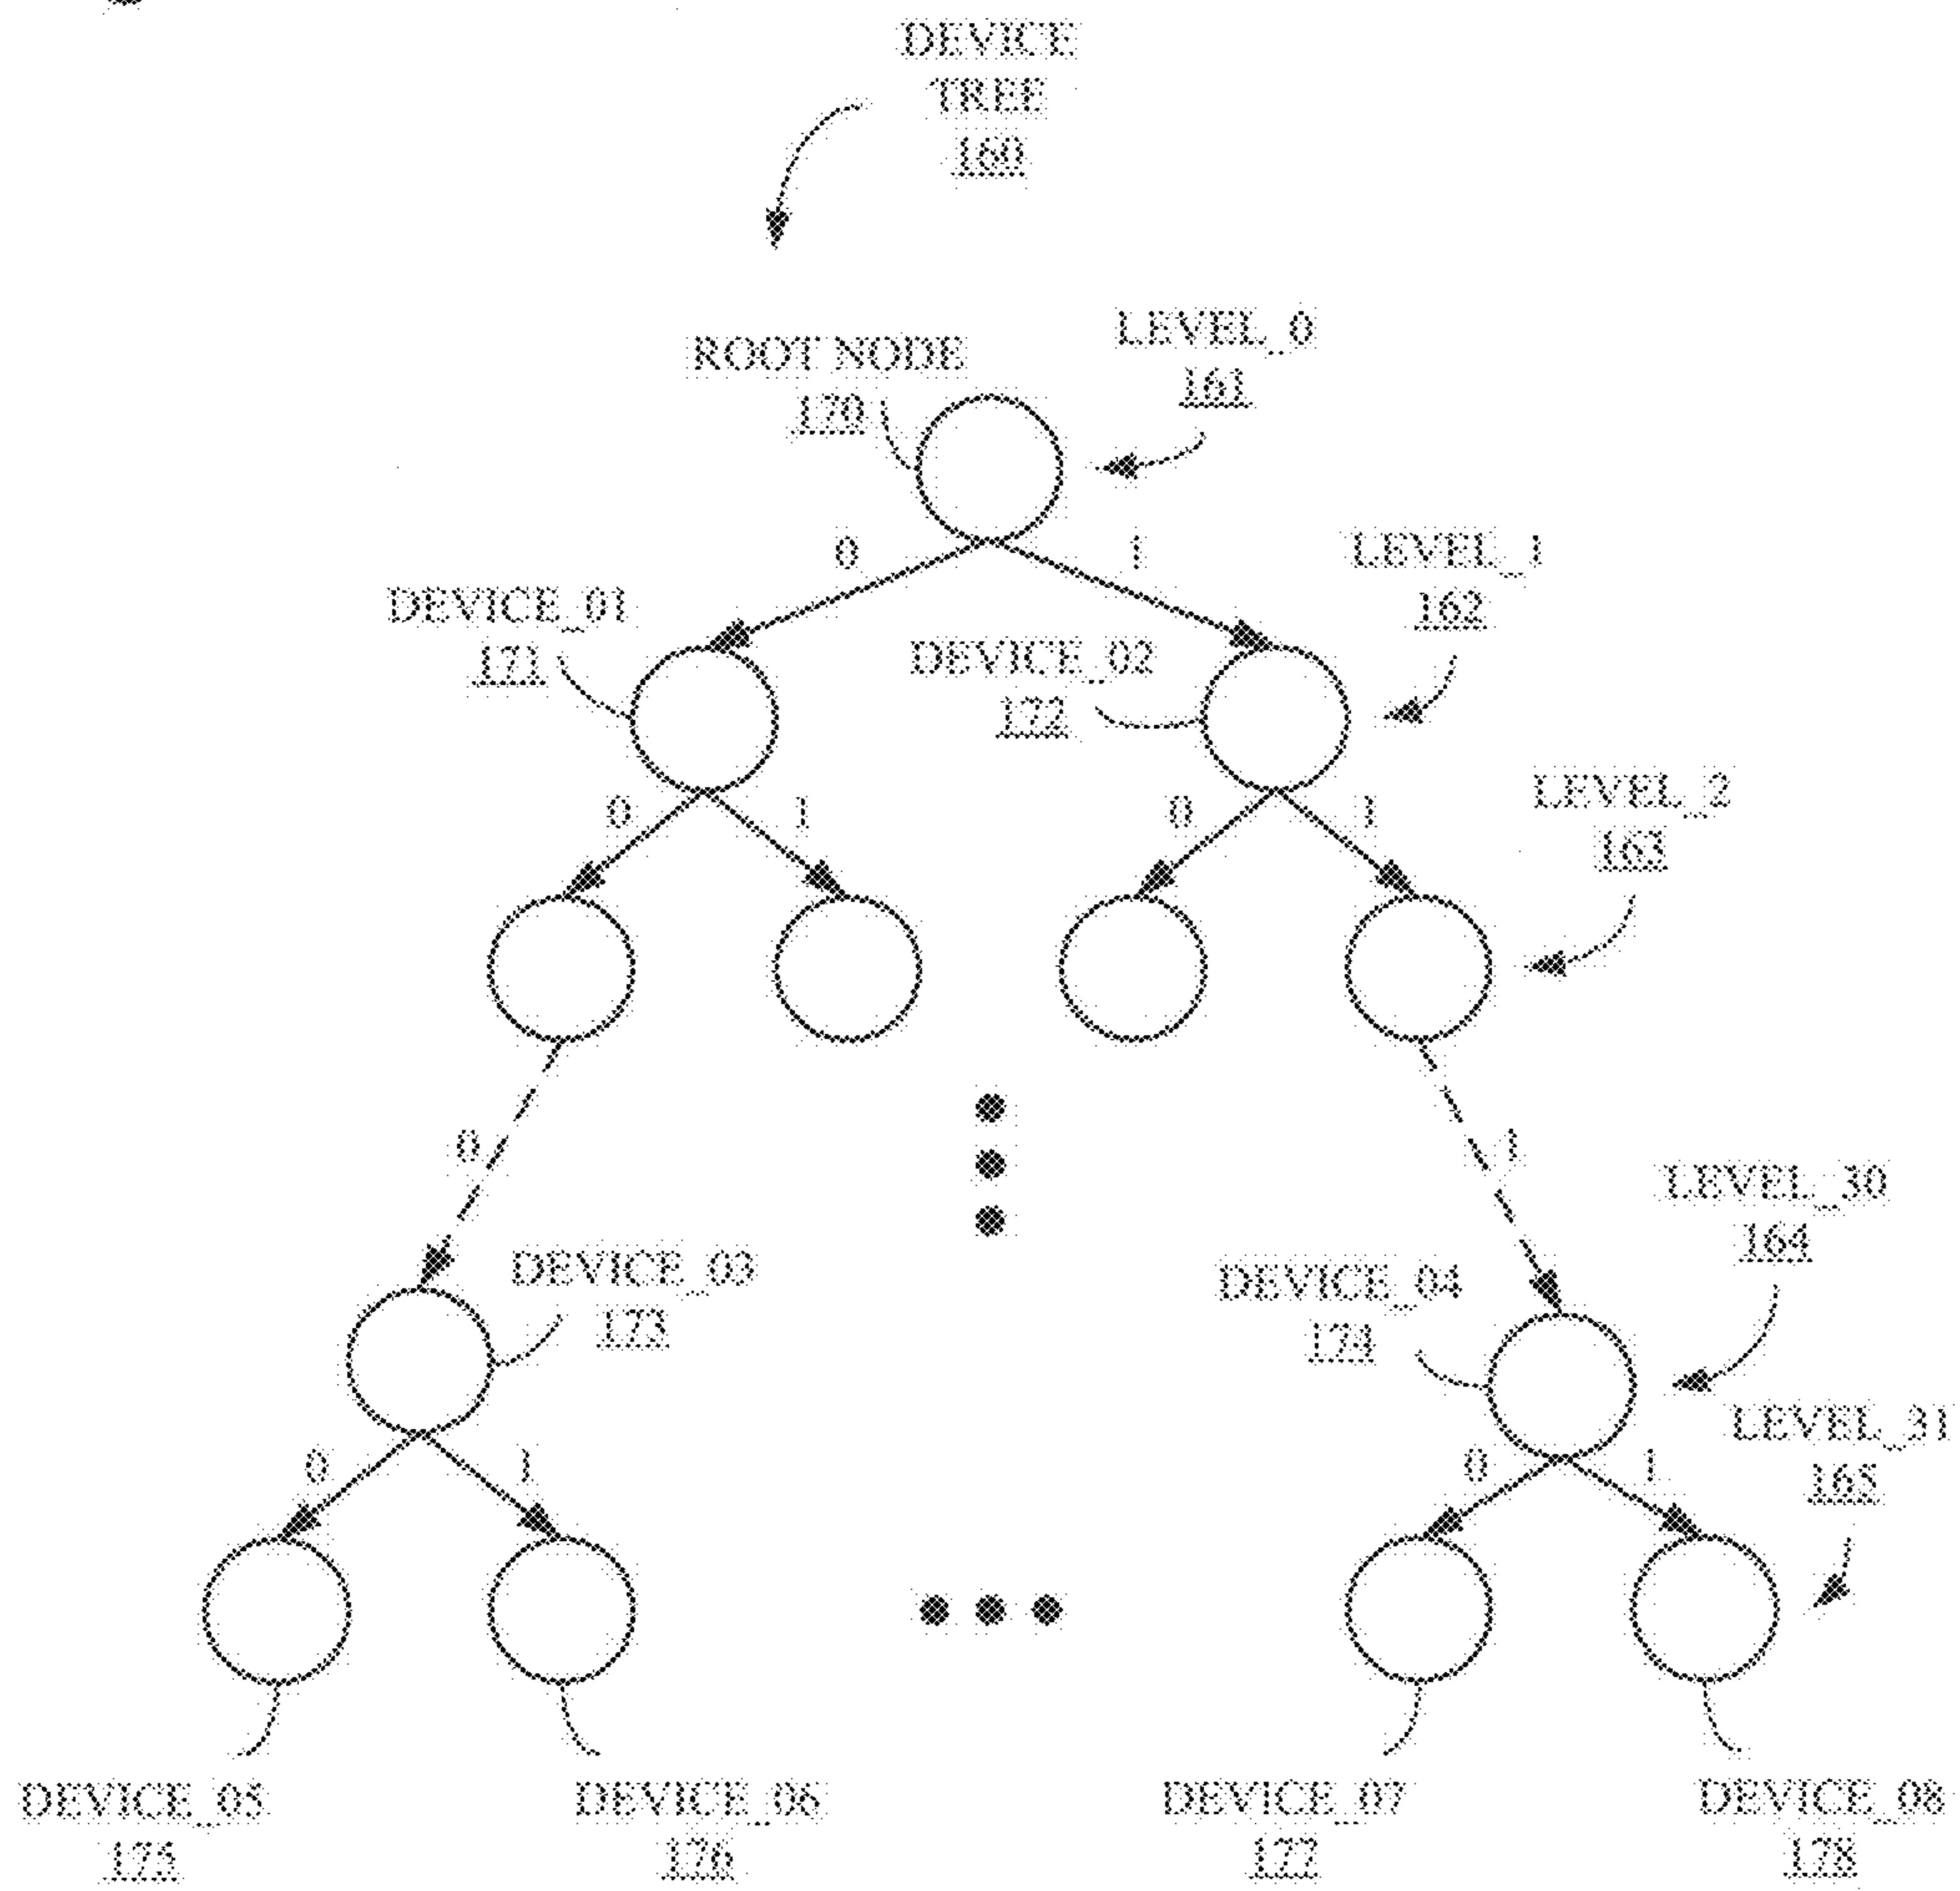 DEVICE
TREE
160
ROOT NODE
170
LEVEL_0
161
0
1
LEVEL_1
162
DEVICE_01
171
DEVICE_02
172
0
1
0
1
LEVEL_2
163
0
1
LEVEL_30
164
DEVICE_03
173
DEVICE_04
174
LEVEL_31
165
0
1
0
1
DEVICE_05
175
DEVICE_06
176
DEVICE_07
177
DEVICE_08
178